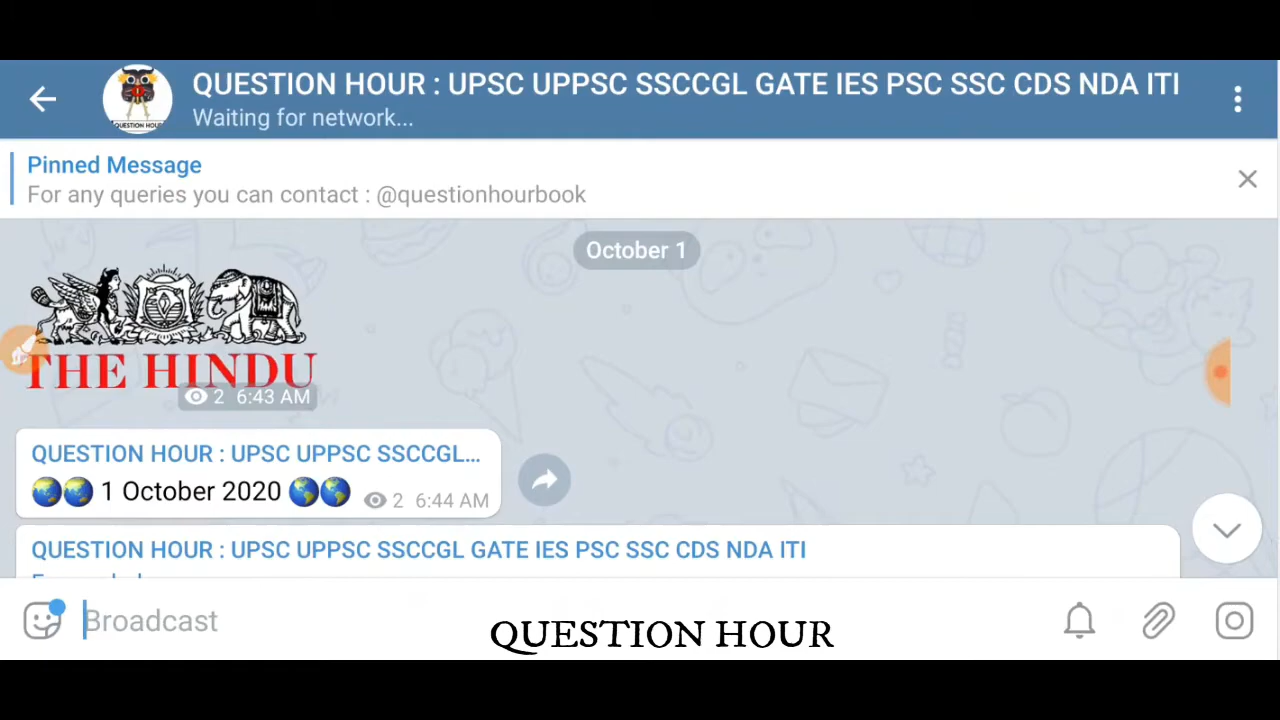 QUESTION HOUR : UPSC UPPSC SSCCGL GATE IES PSC SSC CDS NDA ITI
Waiting for network...
Pinned Message
For any queries you can contact : @questionhourbook
October 1
THE HINDU
2 6:43 AM
QUESTION HOUR : UPSC UPPSC SSCCGL...
1 October 2020
2 6:44 AM
QUESTION HOUR : UPSC UPPSC SSCCGL GATE IES PSC SSC CDS NDA ITI
Broadcast
QUESTION HOUR